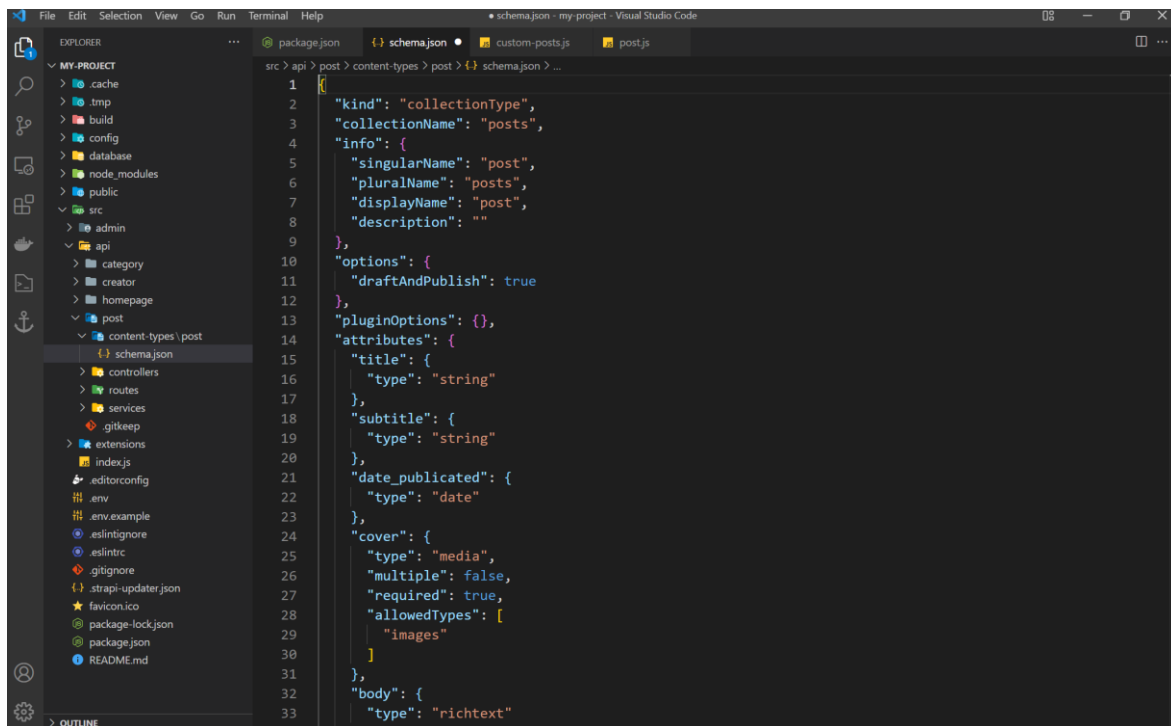 File Edit Selection View Go Run Terminal Help
● schema.json - my-project - Visual Studio Code
EXPLORER
...
package.json
{..} schema.json ●
JS custom-posts.js
JS post.js
MY-PROJECT
src > api > post > content-types > post > {..} schema.json > ...
.cache
.tmp
build
config
database
node_modules
public
src
admin
api
category
creator
homepage
post
content-types\post
{..} schema.json
controllers
routes
services
.gitkeep
extensions
JS index.js
.editorconfig
.env
.env.example
.eslintignore
.eslintrc
.gitignore
{..} .strapi-updater.json
favicon.ico
package-lock.json
package.json
README.md
OUTLINE
1
1 {
2 "kind": "collectionType",
3 "collectionName": "posts",
4 "info": {
5 "singularName": "post",
6 "pluralName": "posts",
7 "displayName": "post",
8 "description": ""
9 },
10 "options": {
11 "draftAndPublish": true
12 },
13 "pluginOptions": {},
14 "attributes": {
15 "title": {
16 "type": "string"
17 },
18 "subtitle": {
19 "type": "string"
20 },
21 "date_publicated": {
22 "type": "date"
23 },
24 "cover": {
25 "type": "media",
26 "multiple": false,
27 "required": true,
28 "allowedTypes": [
29 "images"
30 ]
31 },
32 "body": {
33 "type": "richtext"